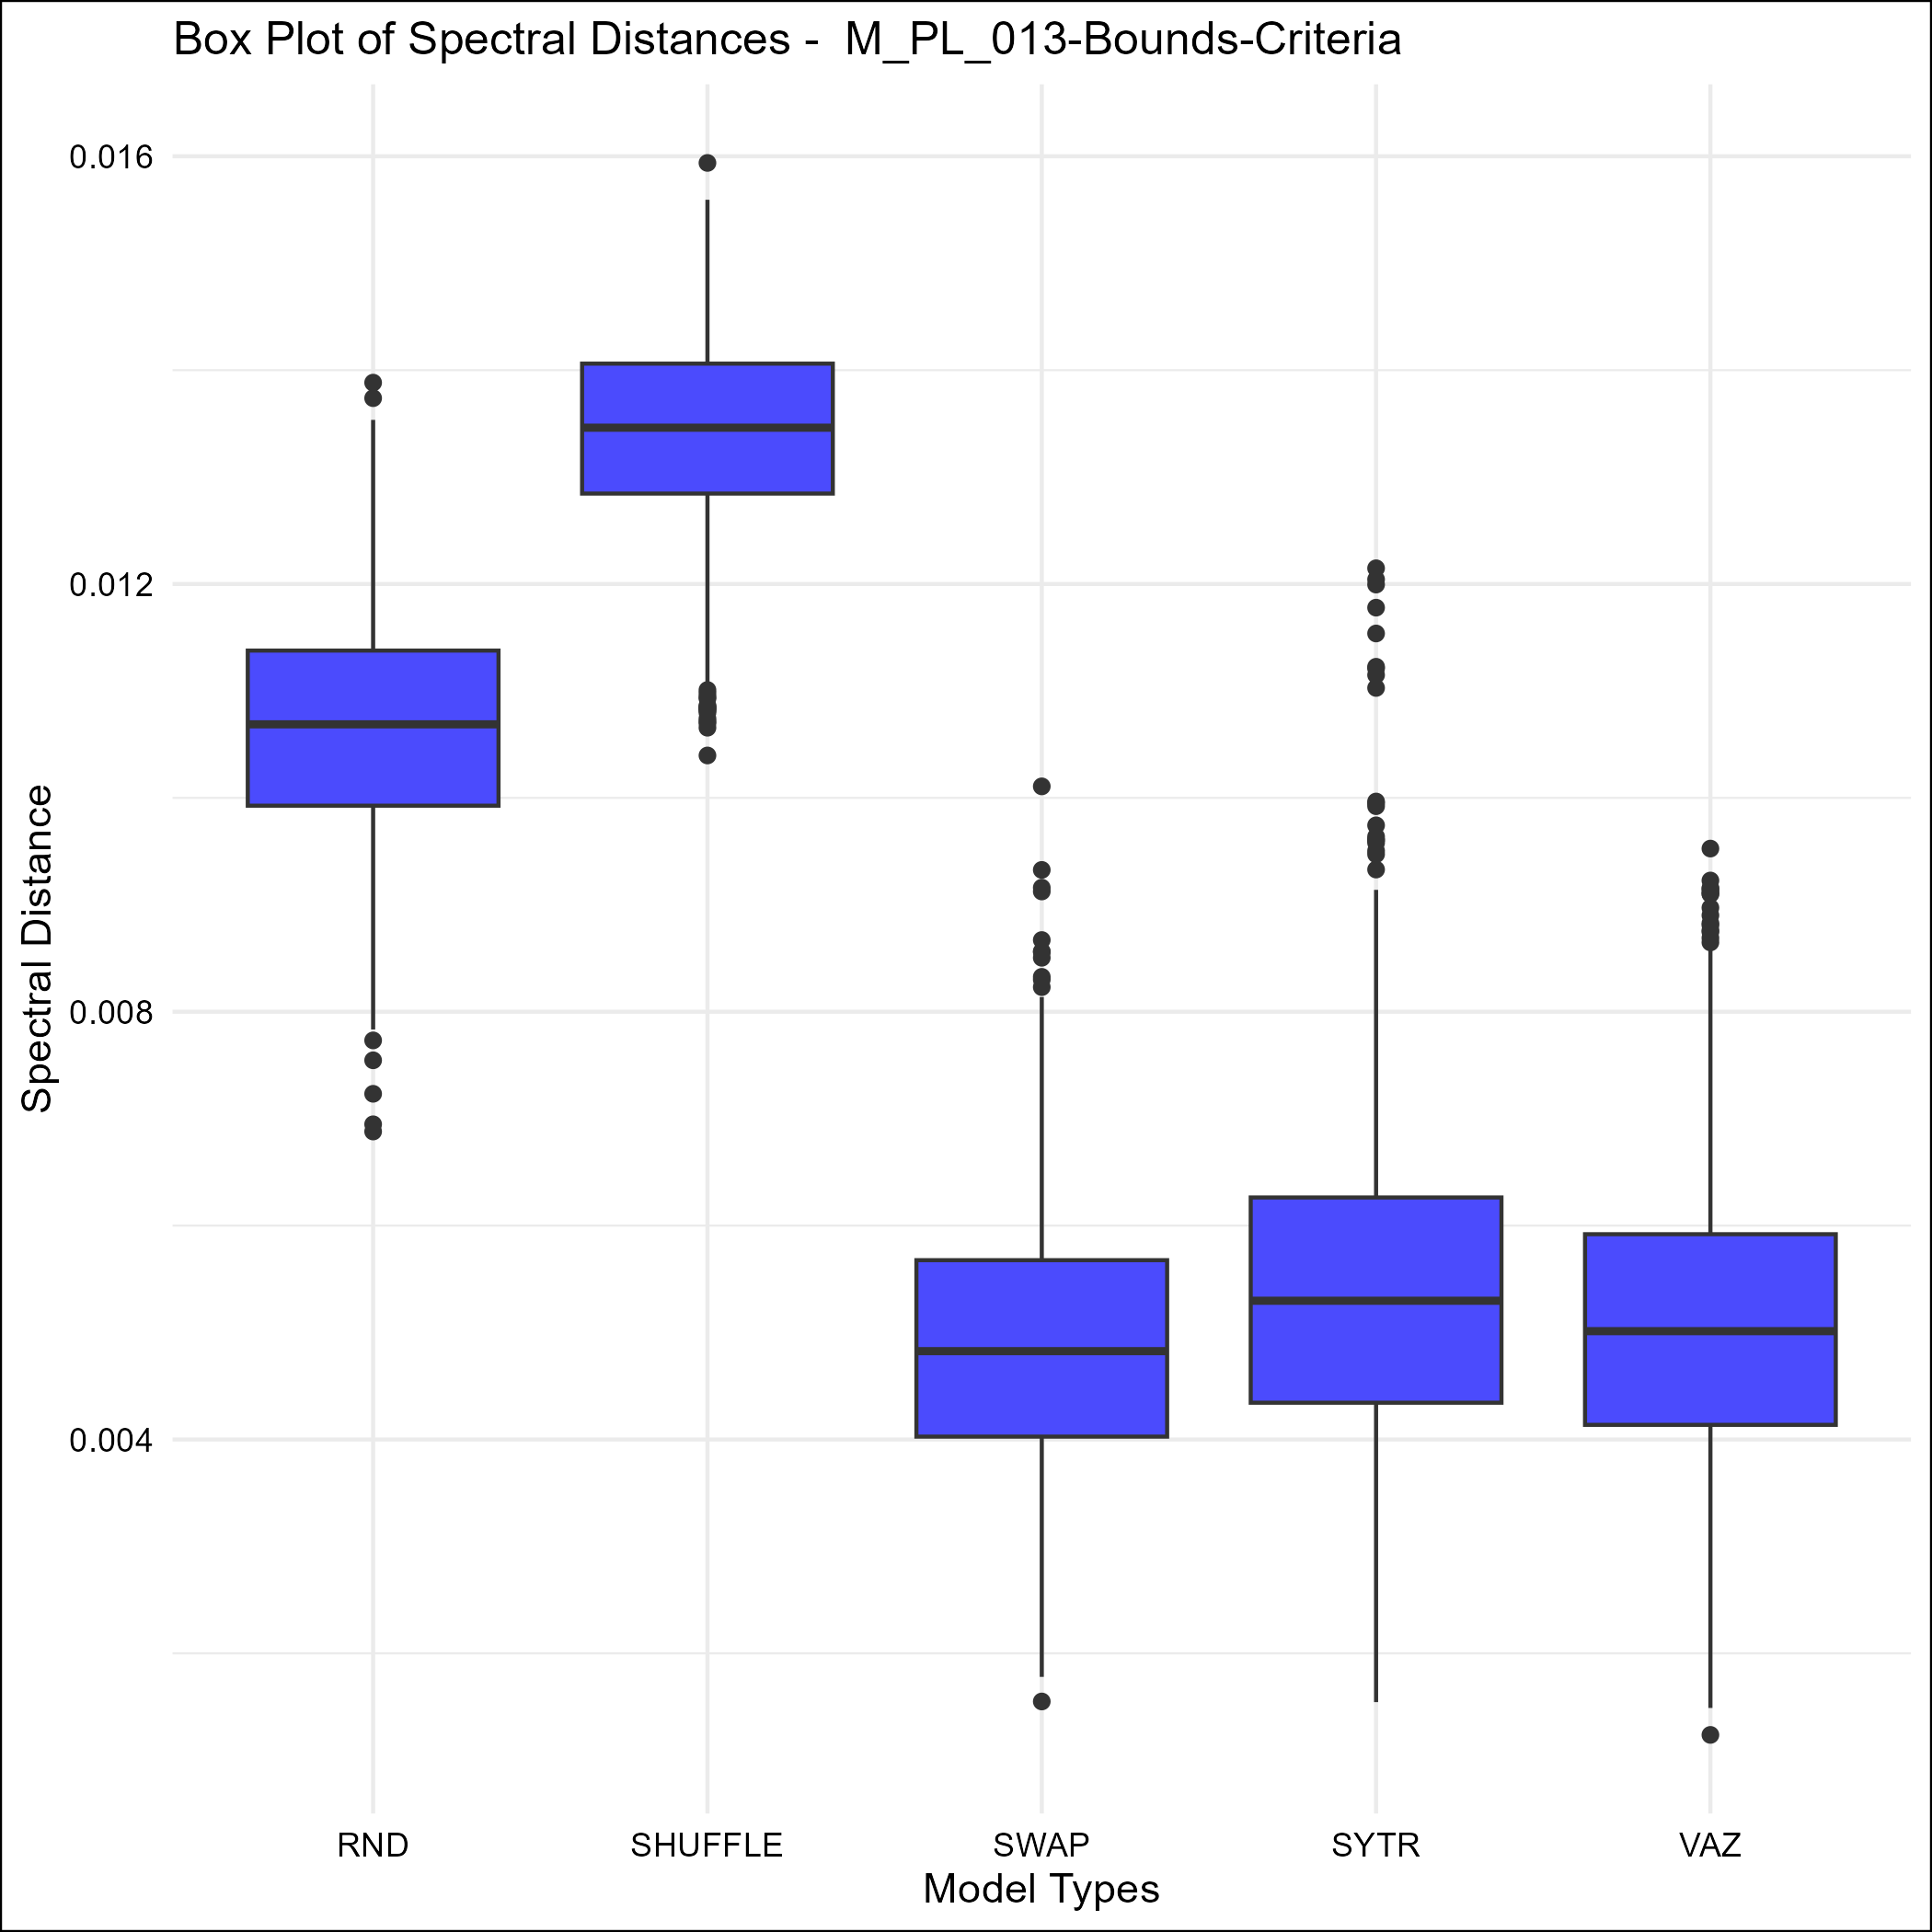 Box Plot of Spectral Distances -  M_PL_013-Bounds-Criteria
0.016
0.012
0.008
0.004
Spectral Distance
RND SHUFFLE SWAP SYTR VAZ
Model Types